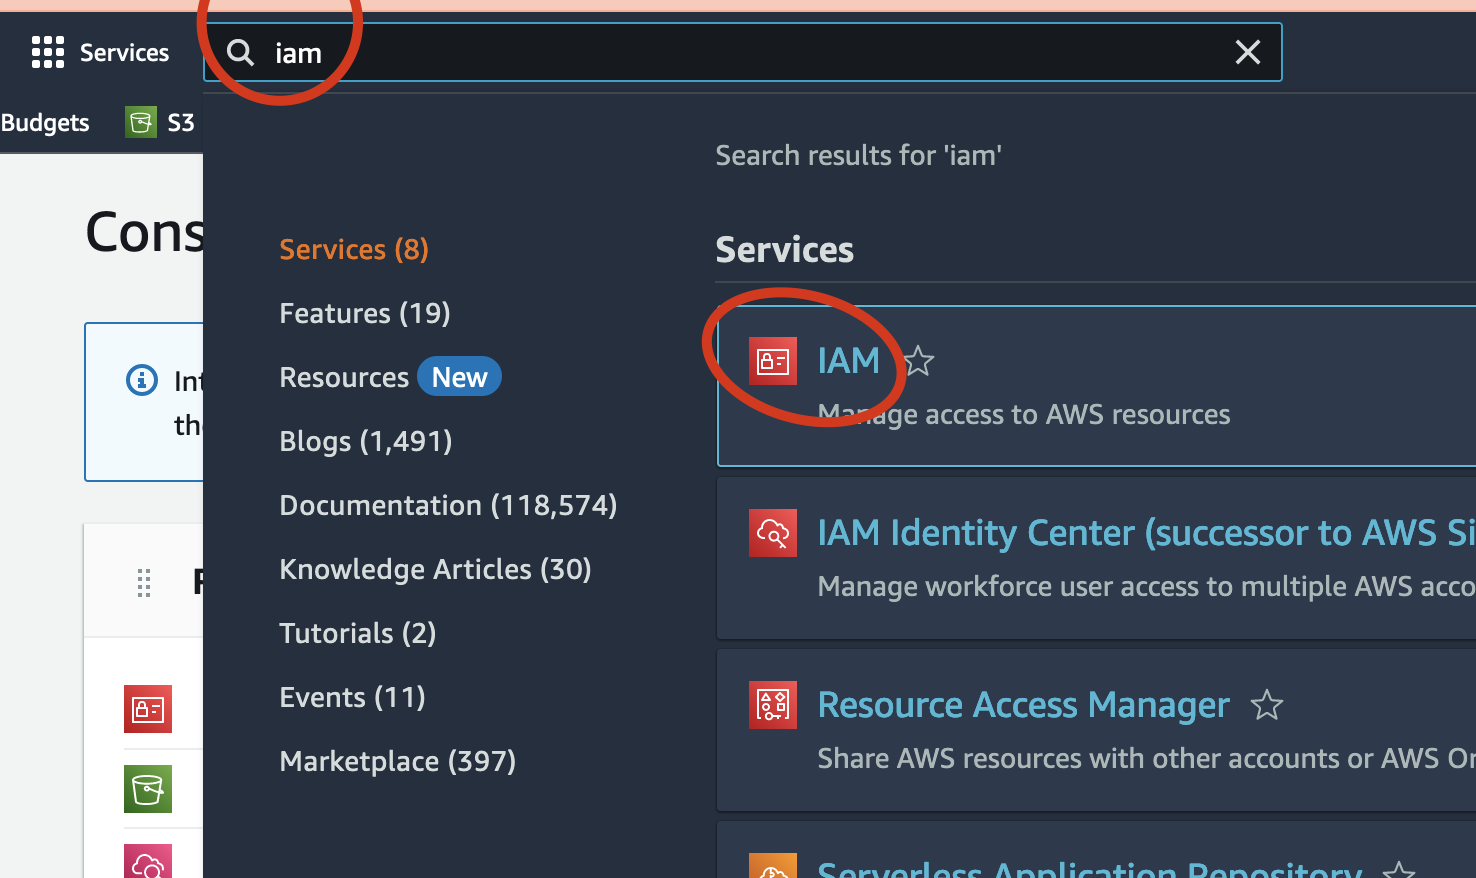 Services
iam
Budgets
S3
Search results for 'iam'
Cons
Services (8)
Features (19)
Resources New
Blogs (1,491)
Documentation (118,574)
Knowledge Articles (30)
Tutorials (2)
Events (11)
Marketplace (397)
Services
IAM
Manage access to AWS resources
IAM Identity Center (successor to AWS Si
Manage workforce user access to multiple AWS acco
Resource Access Manager
Share AWS resources with other accounts or AWS Or
Serverless Application Repository